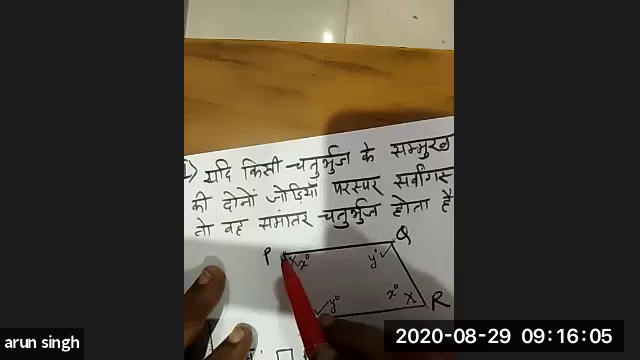 1) यदि किसी चतुर्भुज के सम्मुख
की दोनों जोड़ियाँ परस्पर सर्वांगस
तो वह समांतर चतुर्भुज होता है
P Q
x° y°
y° x° R
arun singh
2020-08-29 09:16:05